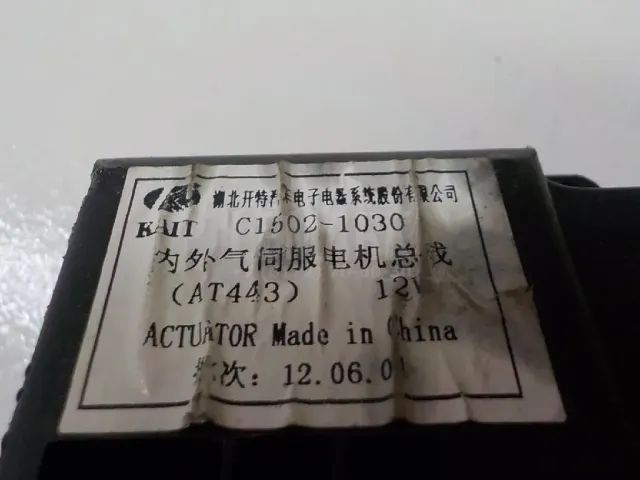 湖北开特汽车电子电器系统股份有限公司
KAIT C1502-1030
内外气伺服电机总成
(AT443) 12V
ACTUATOR Made in China
次: 12.06.0